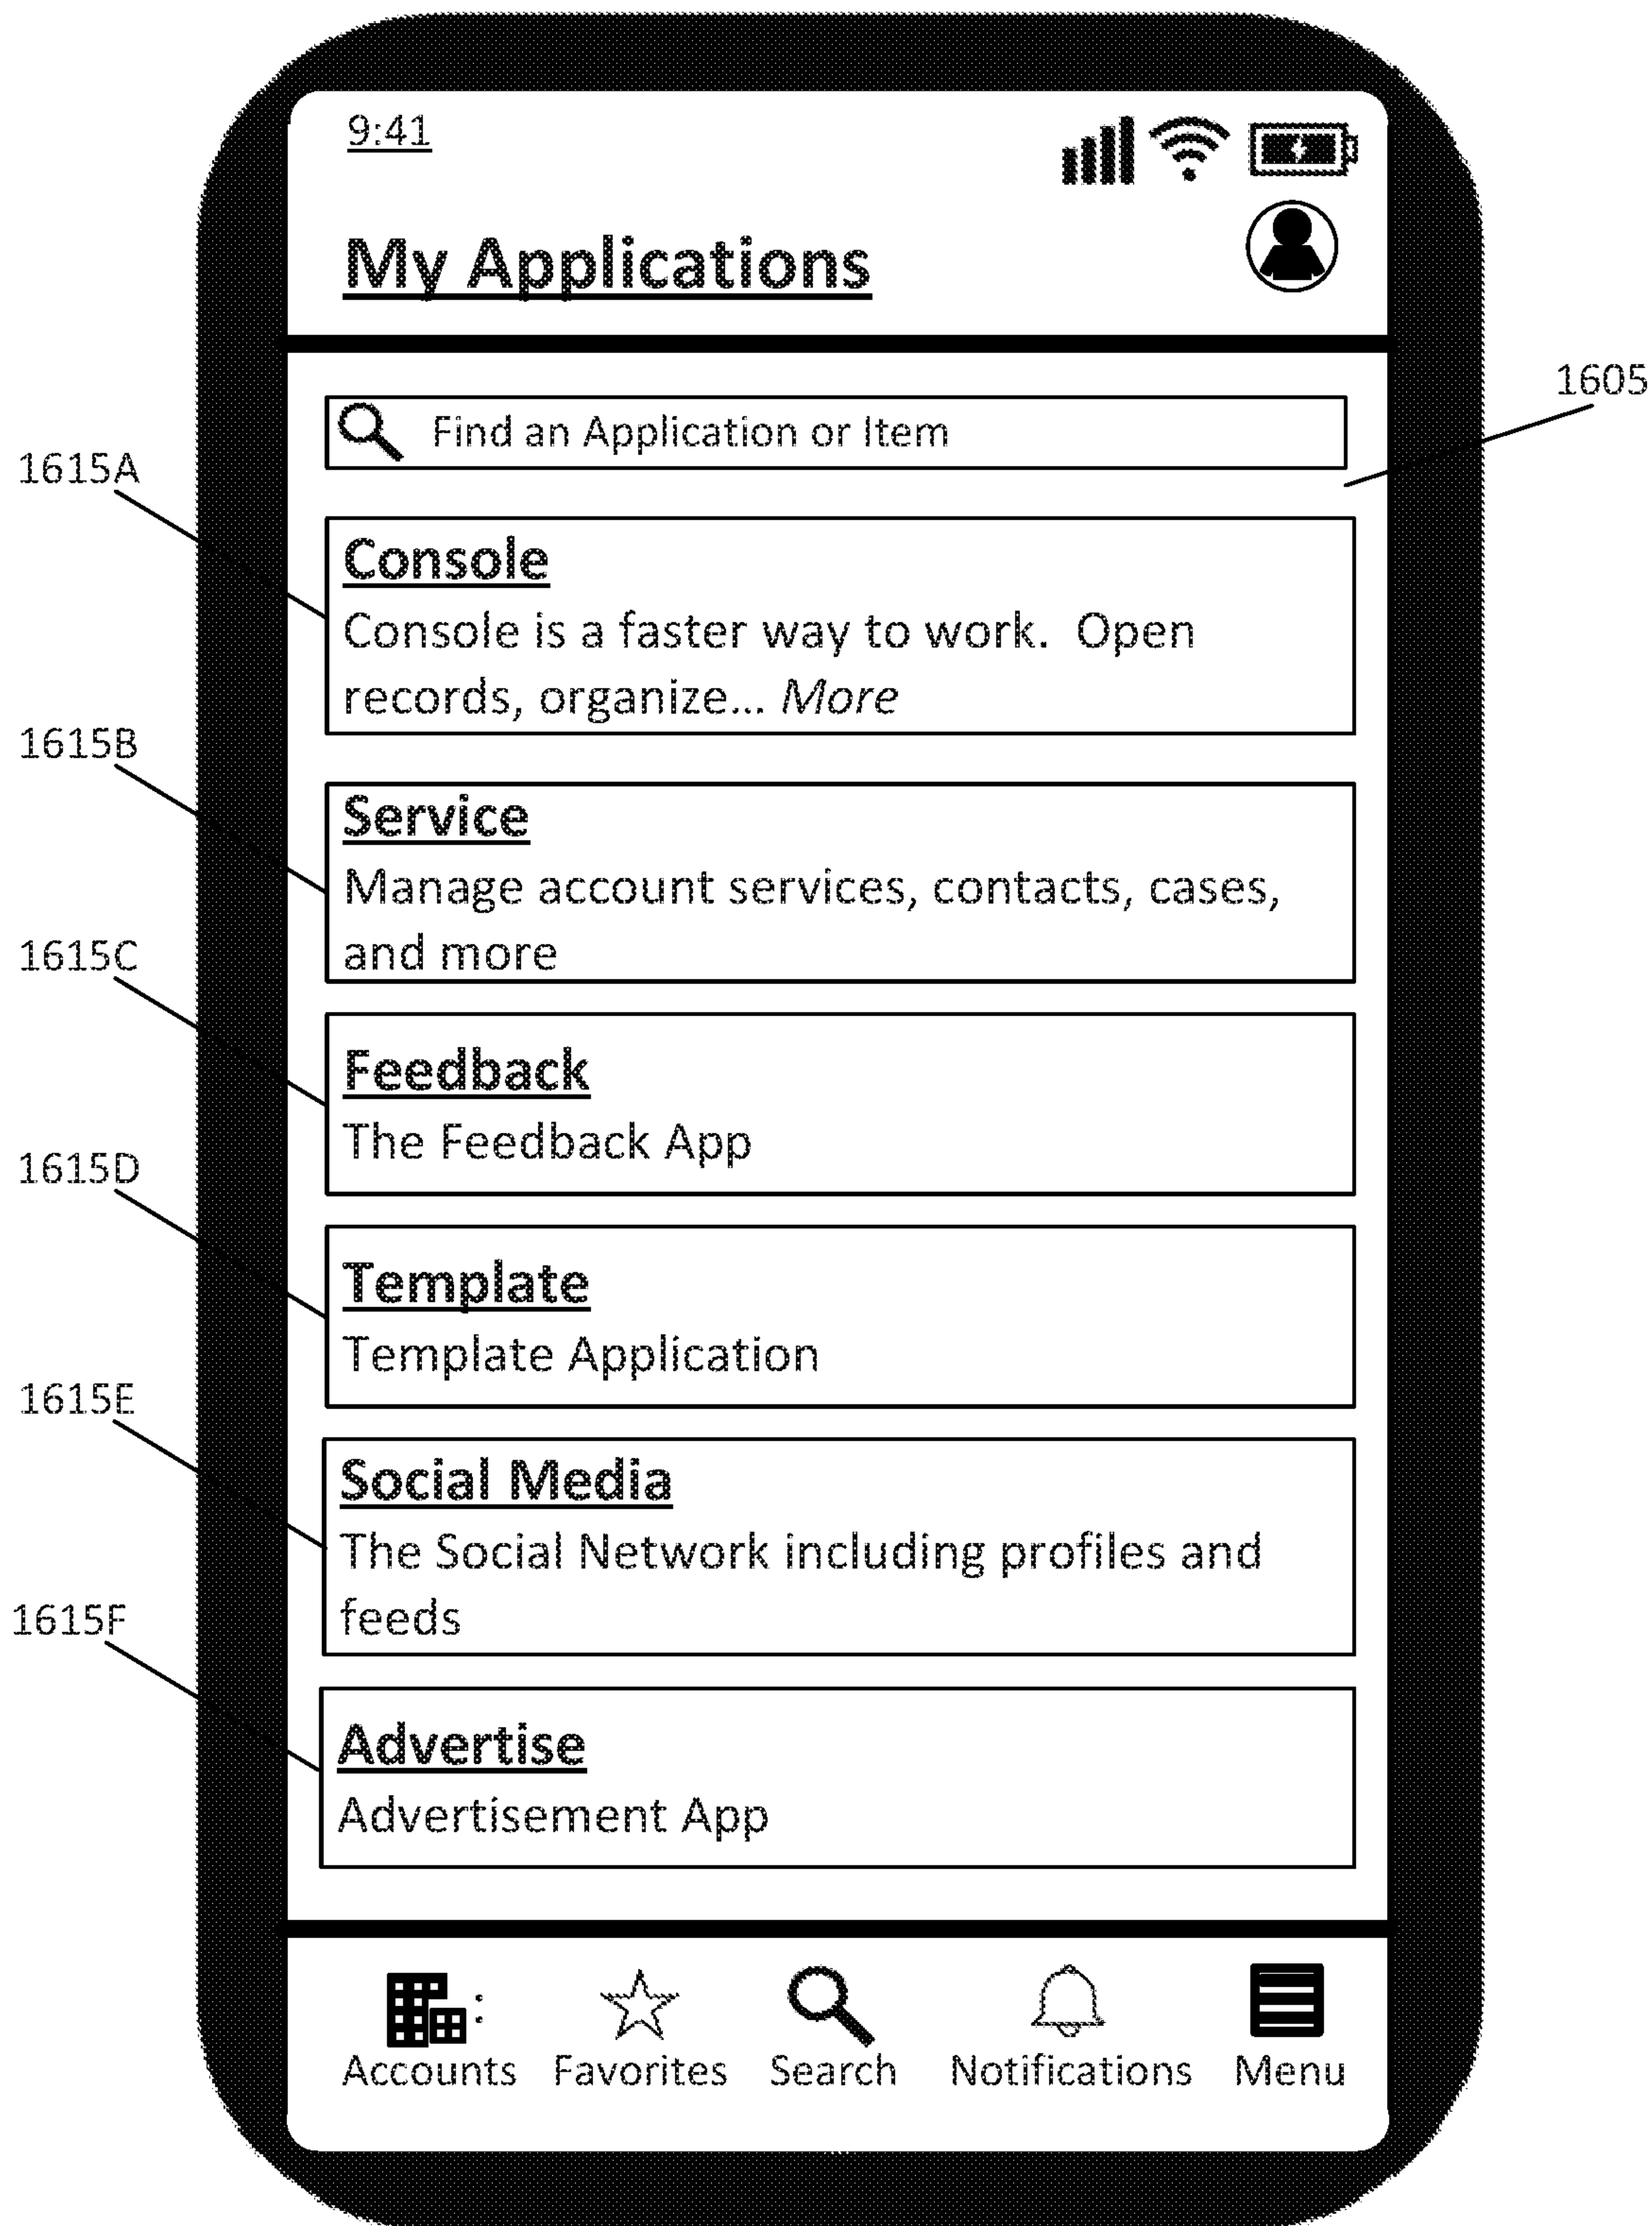 9:41
My Applications
1605
Find an Application or Item
1615A
Console
Console is a faster way to work.  Open
records, organize... More
1615B
Service
Manage account services, contacts, cases,
and more
1615C
Feedback
The Feedback App
1615D
Template
Template Application
1615E
Social Media
The Social Network including profiles and
feeds
1615F
Advertise
Advertisement App
Accounts Favorites Search Notifications Menu